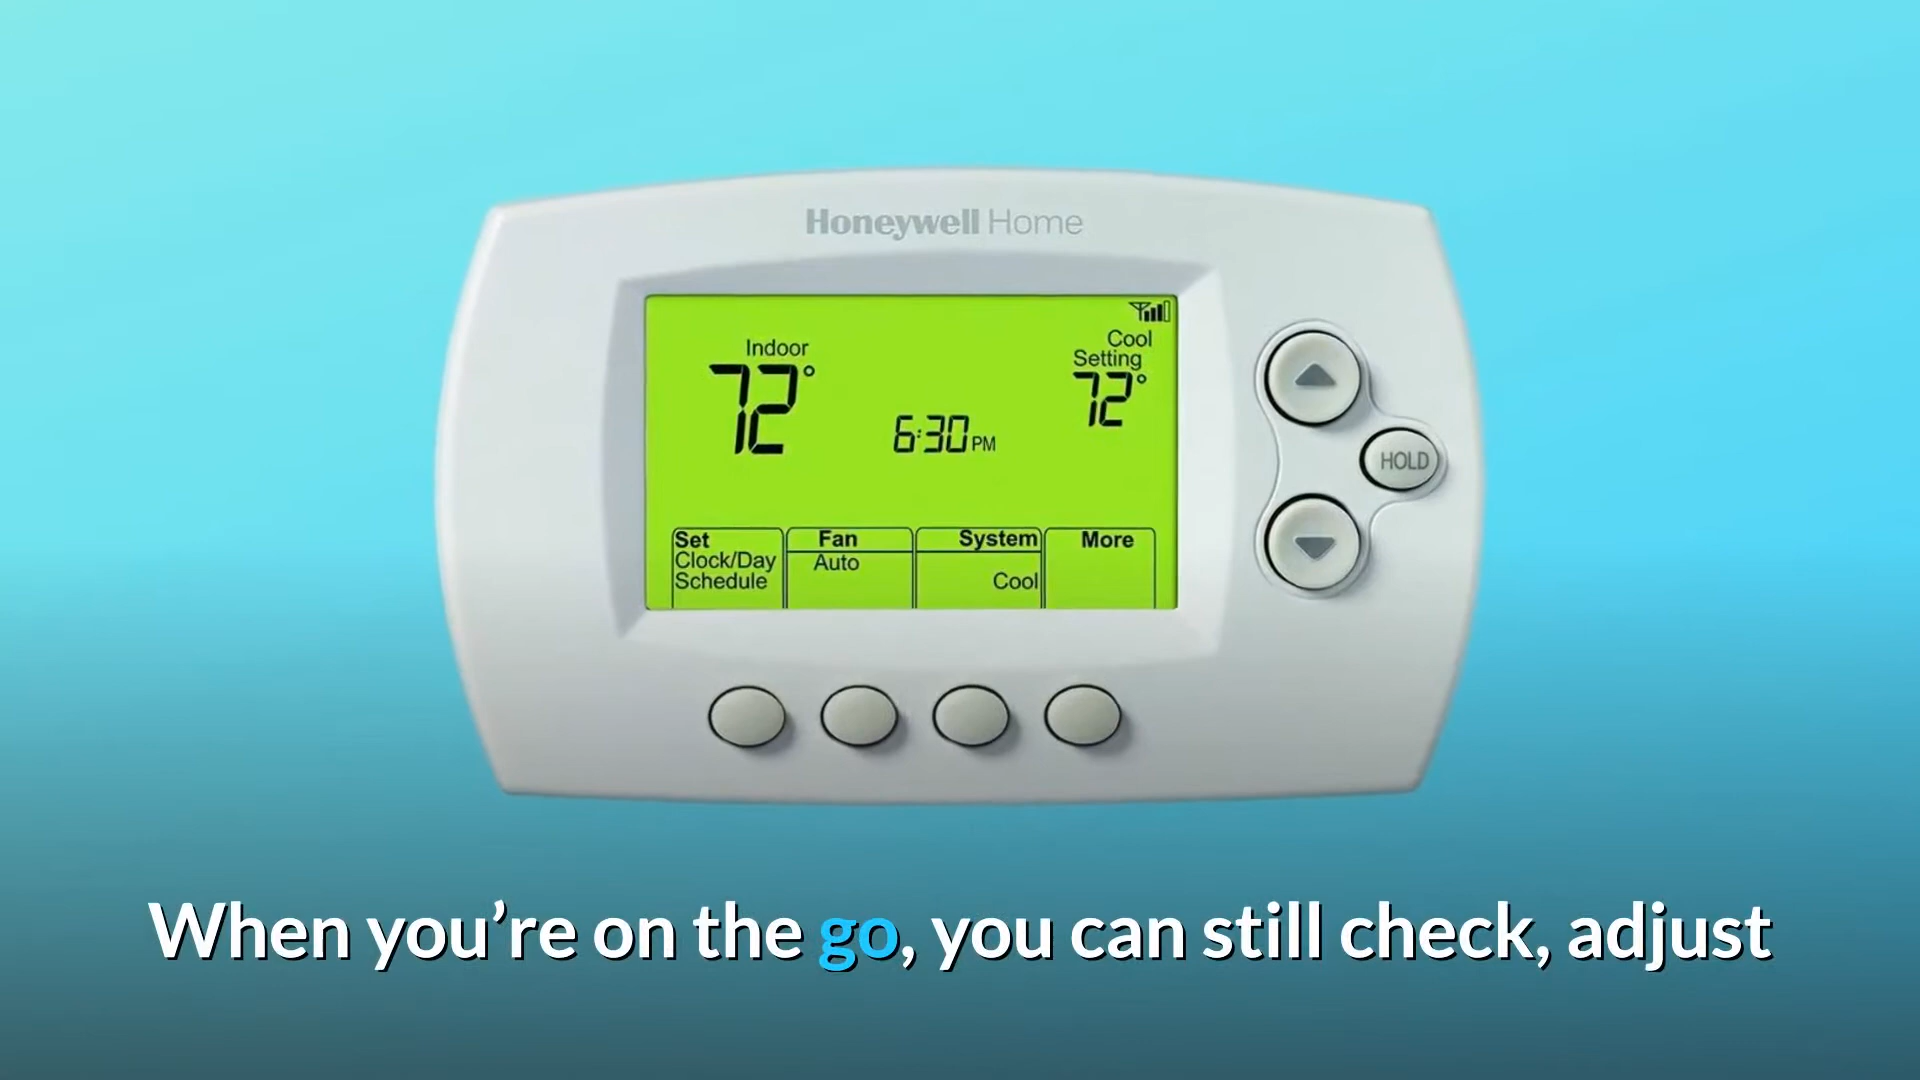 Honeywell Home
Indoor
72°
6:30 PM
Cool
Setting
72°
Set
Clock/Day
Schedule
Fan
Auto
System
Cool
More
HOLD
When you're on the go, you can still check, adjust